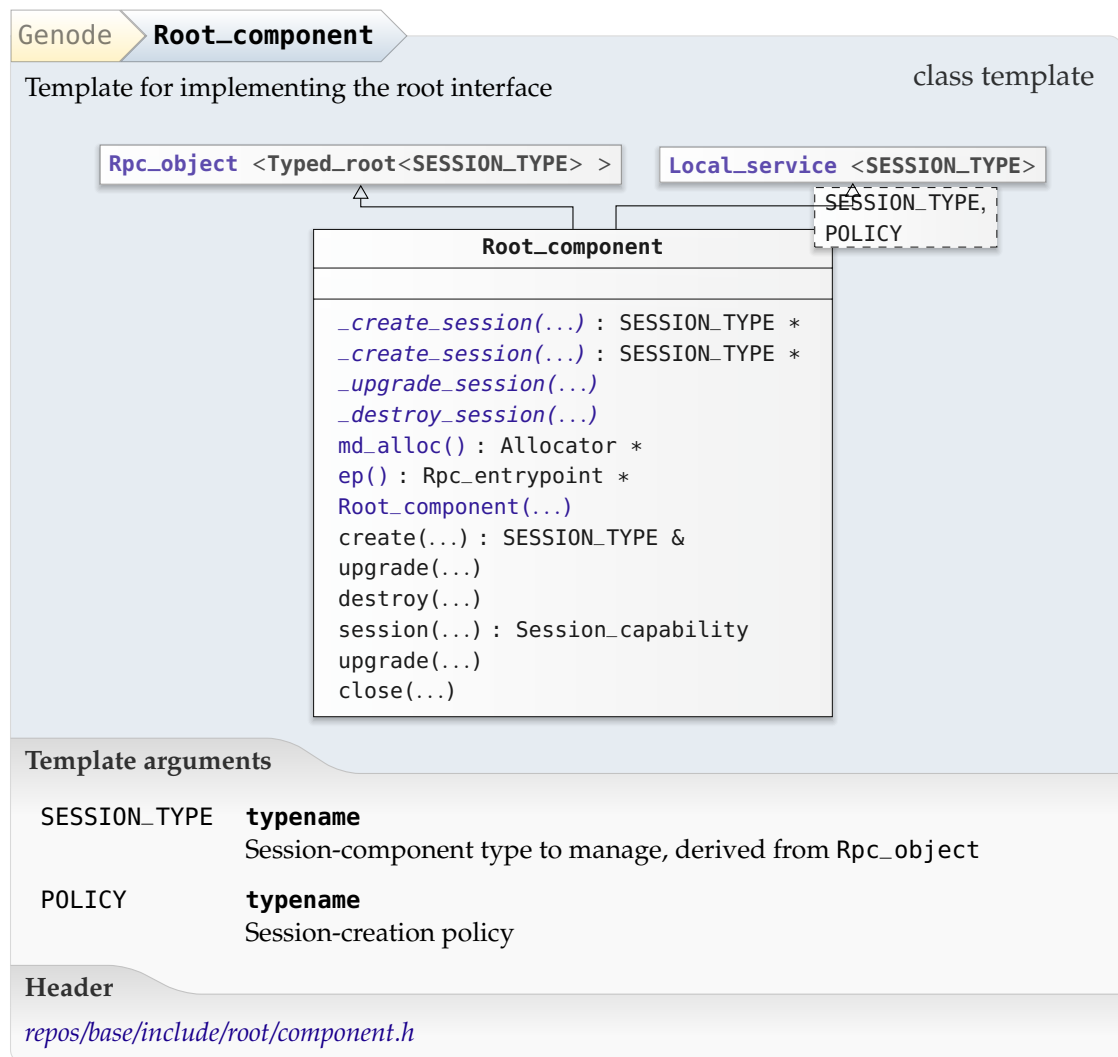 Genode Root_component
Template for implementing the root interface
class template
Rpc_object <Typed_root<SESSION_TYPE> >
Local_service <SESSION_TYPE>
SESSION_TYPE,
POLICY
Root_component
_create_session(...) : SESSION_TYPE *
_create_session(...) : SESSION_TYPE *
_upgrade_session(...)
_destroy_session(...)
md_alloc() : Allocator *
ep() : Rpc_entrypoint *
Root_component(...)
create(...) : SESSION_TYPE &
upgrade(...)
destroy(...)
session(...) : Session_capability
upgrade(...)
close(...)
Template arguments
SESSION_TYPE typename
Session-component type to manage, derived from Rpc_object
POLICY typename
Session-creation policy
Header
repos/base/include/root/component.h